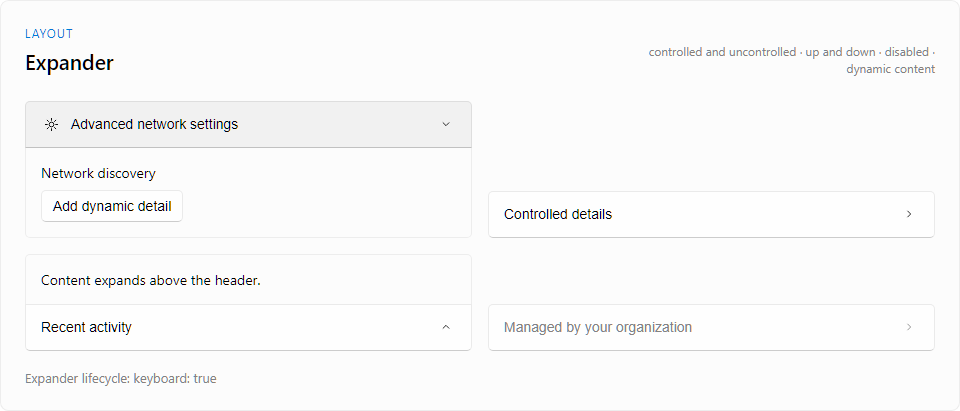 LAYOUT
Expander
controlled and uncontrolled · up and down · disabled ·
dynamic content
Advanced network settings
Network discovery
Add dynamic detail
Controlled details
Content expands above the header.
Recent activity
Managed by your organization
Expander lifecycle: keyboard: true